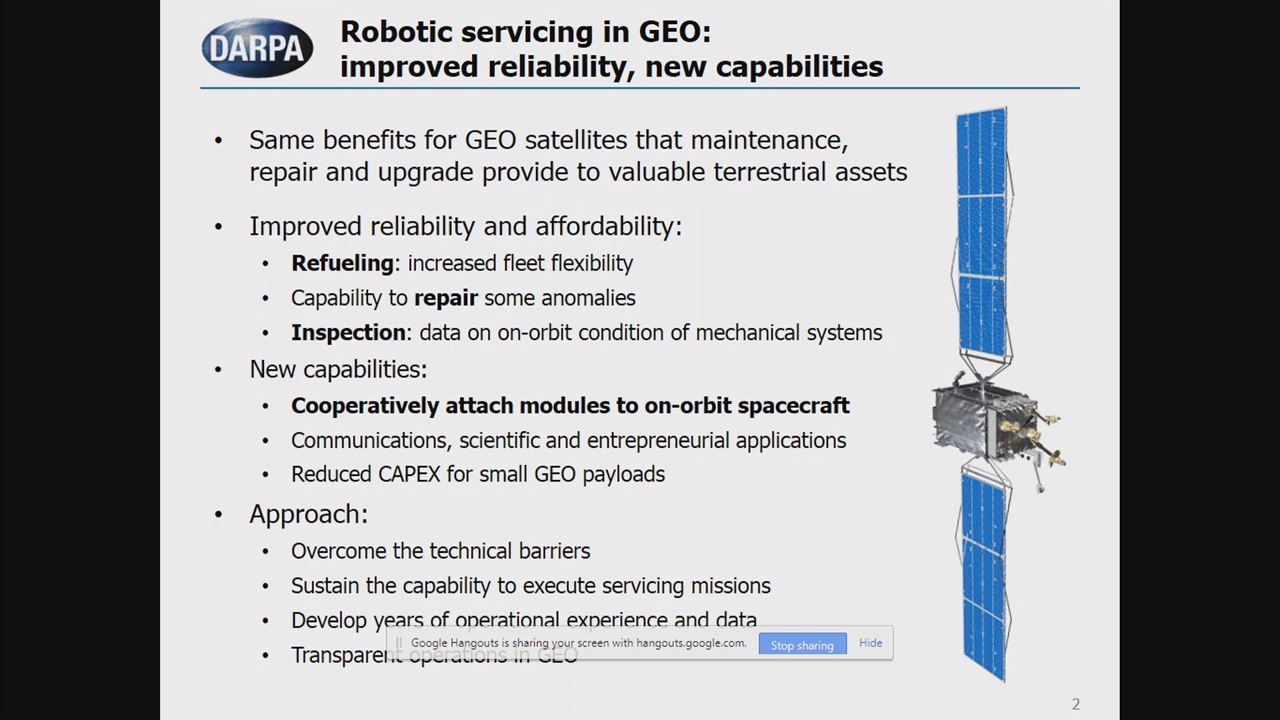 DARPA
Robotic servicing in GEO:
improved reliability, new capabilities
• Same benefits for GEO satellites that maintenance,
repair and upgrade provide to valuable terrestrial assets
• Improved reliability and affordability:
• Refueling: increased fleet flexibility
• Capability to repair some anomalies
• Inspection: data on on-orbit condition of mechanical systems
• New capabilities:
• Cooperatively attach modules to on-orbit spacecraft
• Communications, scientific and entrepreneurial applications
• Reduced CAPEX for small GEO payloads
• Approach:
• Overcome the technical barriers
• Sustain the capability to execute servicing missions
• Develop years of operational experience and data
Google Hangouts is sharing your screen with hangouts.google.com. Stop sharing Hide
• Transparent operations in GEO
2